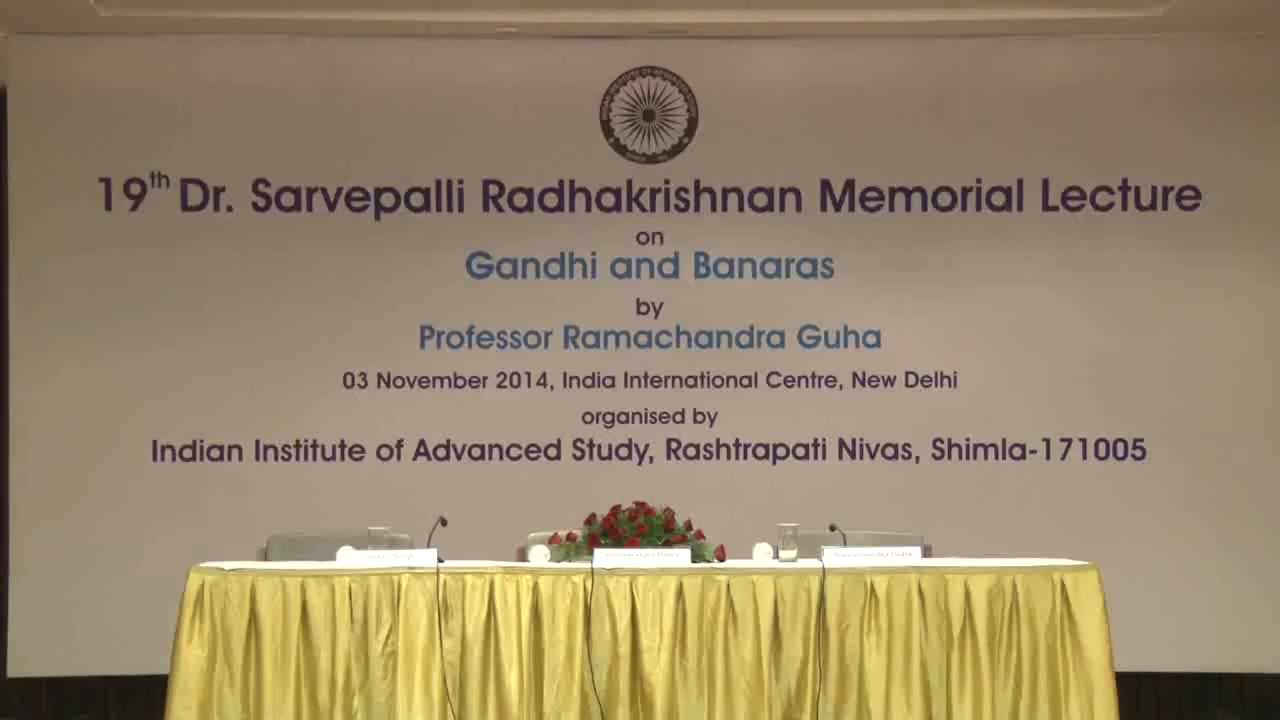 19th Dr. Sarvepalli Radhakrishnan Memorial Lecture
on
Gandhi and Banaras
by
Professor Ramachandra Guha
03 November 2014, India International Centre, New Delhi
organised by
Indian Institute of Advanced Study, Rashtrapati Nivas, Shimla-171005